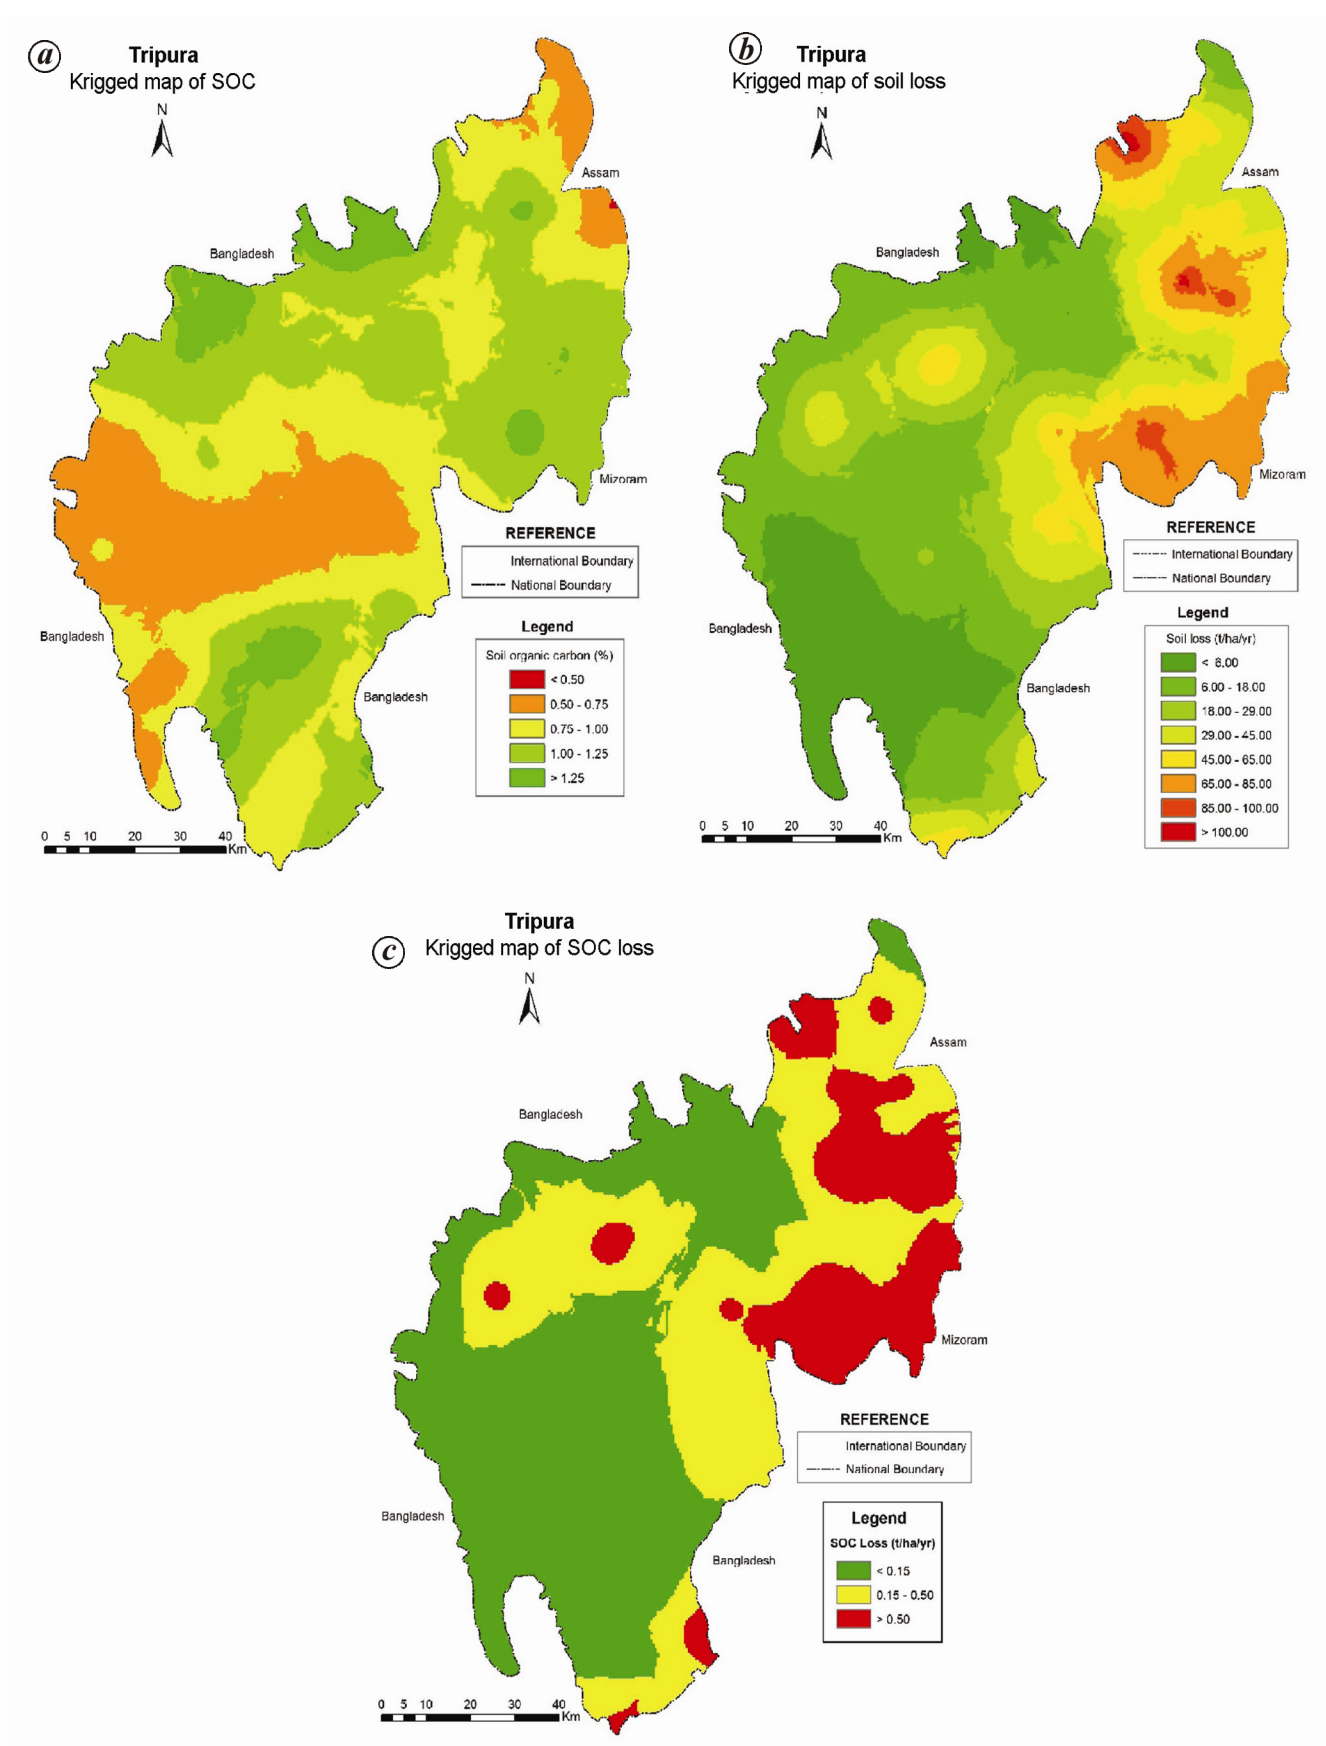 a
Tripura
Krigged map of SOC
N
Assam
Bangladesh
Mizoram
REFERENCE
International Boundary
National Boundary
Bangladesh
Legend
Soil organic carbon (%)
< 0.50
0.50 - 0.75
0.75 - 1.00
1.00 - 1.25
> 1.25
Bangladesh
0 5 10 20 30 40
Km
b
Tripura
Krigged map of soil loss
N
Assam
Bangladesh
Mizoram
REFERENCE
International Boundary
National Boundary
Bangladesh
Legend
Soil loss (t/ha/yr)
< 6.00
6.00 - 18.00
18.00 - 29.00
29.00 - 45.00
45.00 - 65.00
65.00 - 85.00
85.00 - 100.00
> 100.00
Bangladesh
0 5 10 20 30 40
Km
c
Tripura
Krigged map of SOC loss
N
Assam
Bangladesh
Mizoram
REFERENCE
International Boundary
National Boundary
Bangladesh
Legend
SOC Loss (t/ha/yr)
< 0.15
0.15 - 0.50
> 0.50
Bangladesh
0 5 10 20 30 40
Km